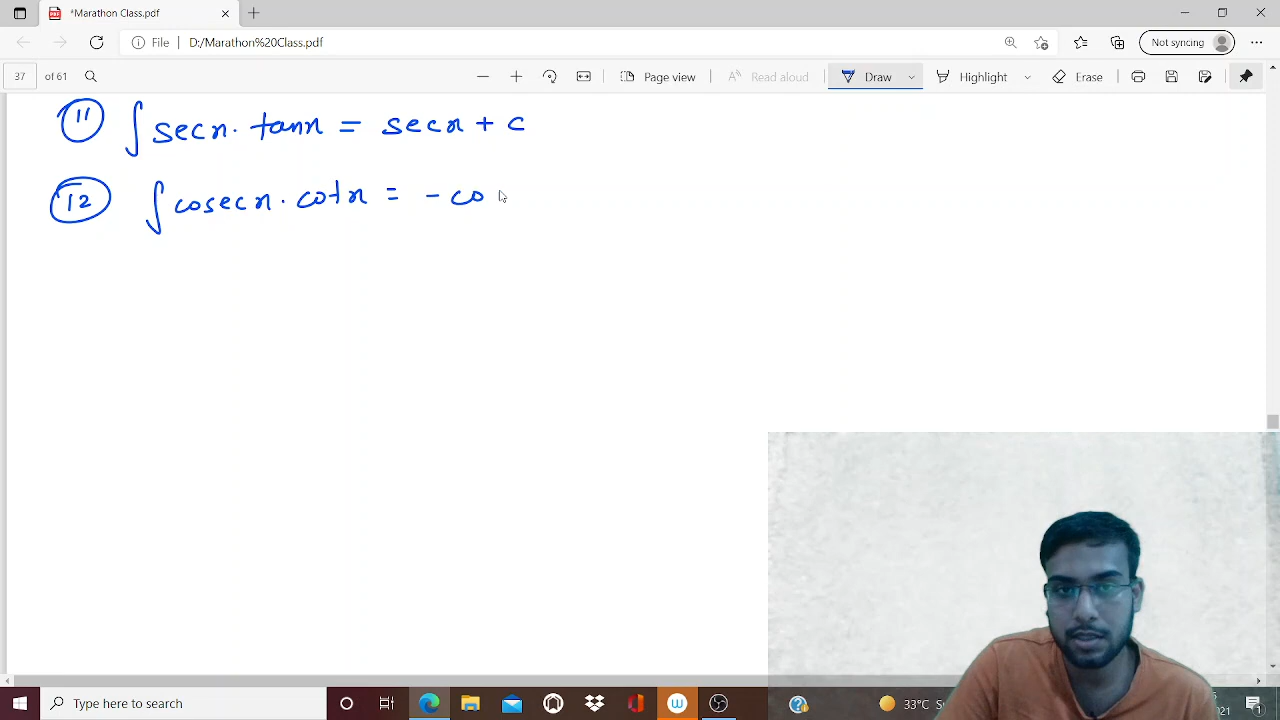 *Marathon Class.pdf
File D:/Marathon%20Class.pdf Not syncing
37 of 61 Page view Read aloud Draw Highlight Erase
11 ∫ secx. tanx = secx + c
12 ∫ cosecx. cotx = - co
Type here to search 33°C